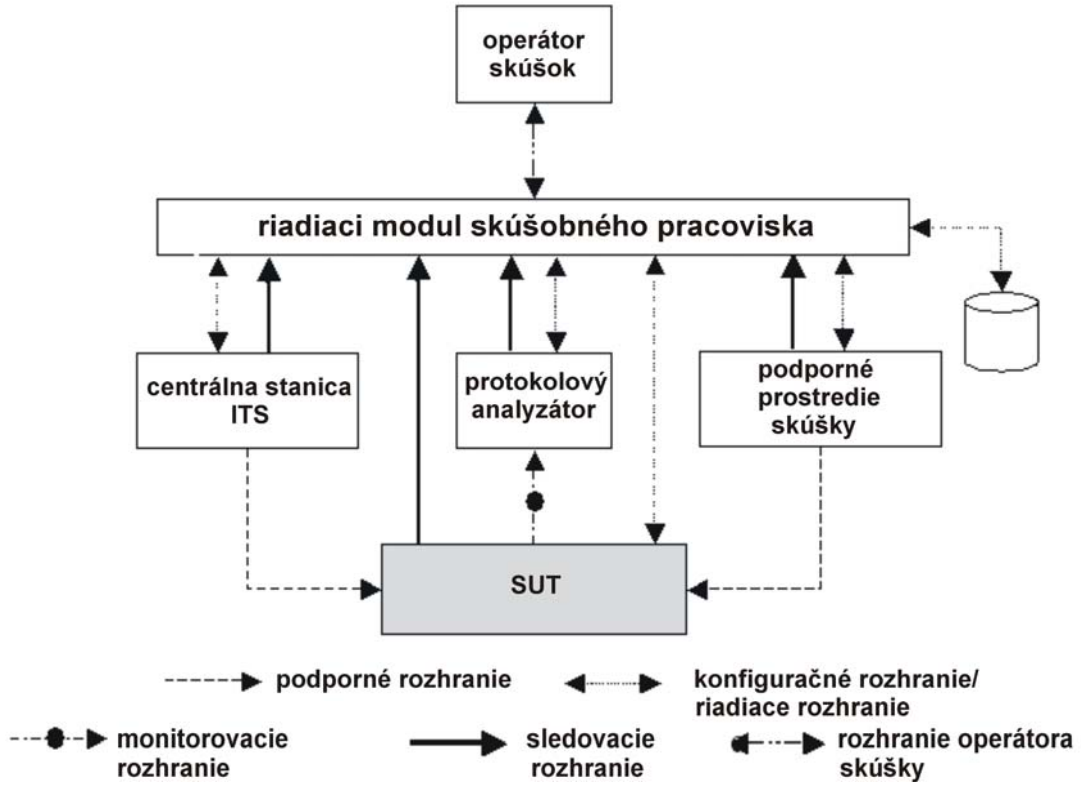 operátor
skúšok
riadiaci modul skúšobného pracoviska
centrálna stanica
ITS
protokolový
analyzátor
podporné
prostredie
skúšky
SUT
podporné rozhranie
konfiguračné rozhranie/
riadiace rozhranie
monitorovacie
rozhranie
sledovacie
rozhranie
rozhranie operátora
skúšky